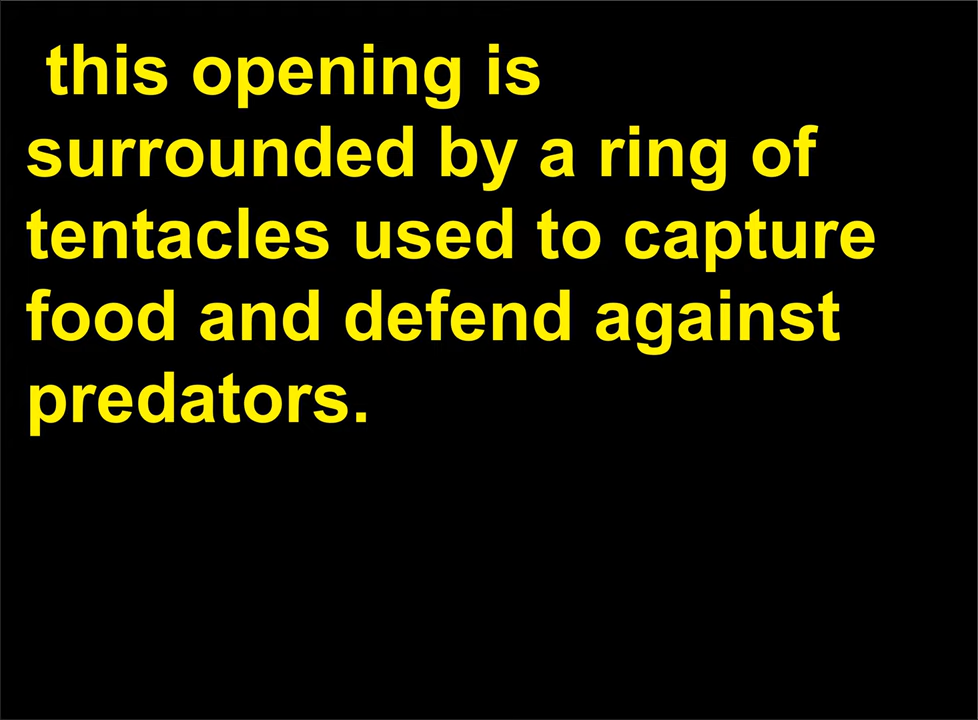 this opening is
surrounded by a ring of
tentacles used to capture
food and defend against
predators.